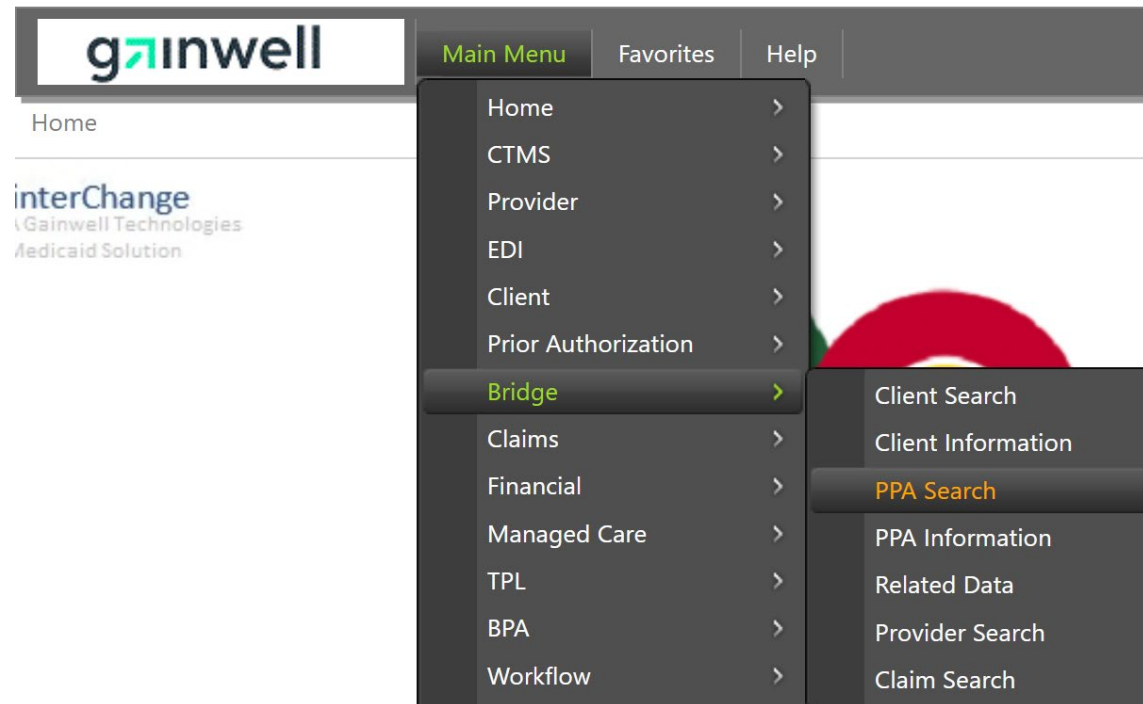 gainwell
Main Menu Favorites Help
Home
interChange
A Gainwell Technologies
Medicaid Solution
Home
CTMS
Provider
EDI
Client
Prior Authorization
Bridge
Claims
Financial
Managed Care
TPL
BPA
Workflow
Client Search
Client Information
PPA Search
PPA Information
Related Data
Provider Search
Claim Search